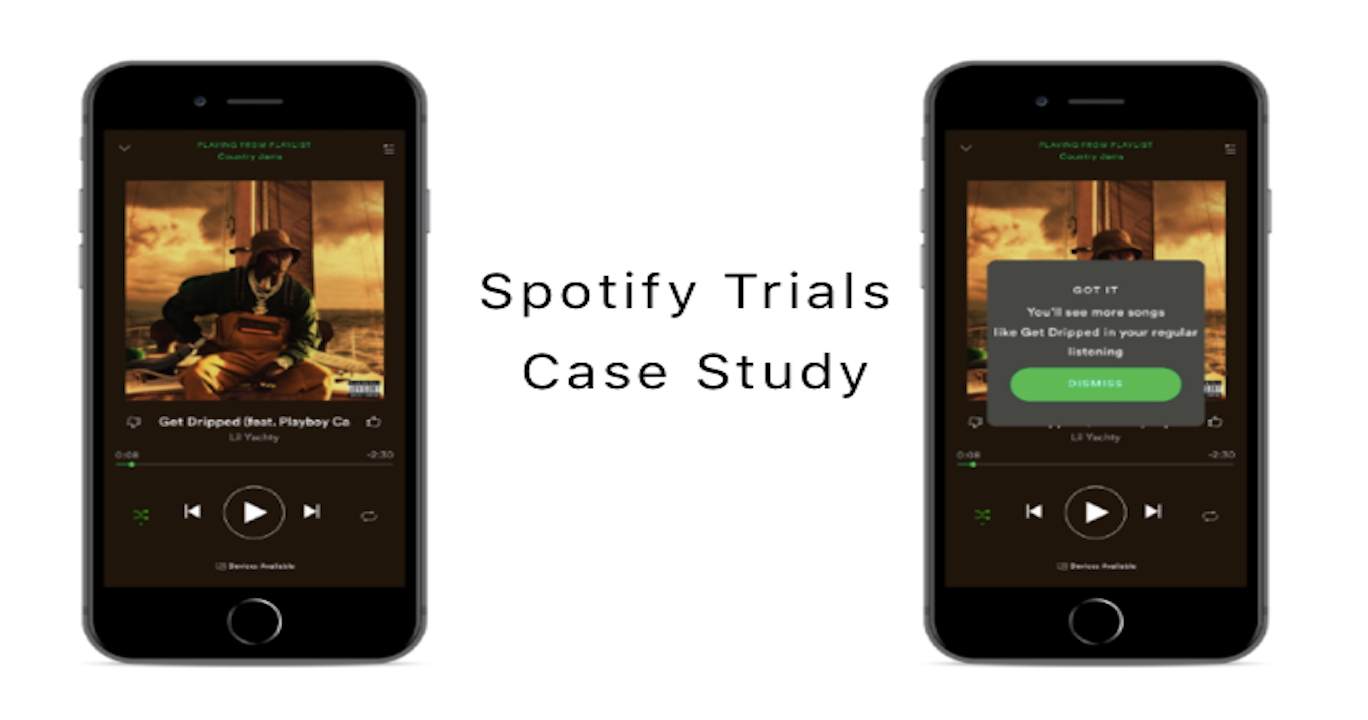 PLAYING FROM PLAYLIST
Country Jams
Get Dripped (feat. Playboy Ca
Lil Yachty
0:08
-2:30
Devices Available
Spotify Trials
Case Study
PLAYING FROM PLAYLIST
Country Jams
GOT IT
You'll see more songs
like Get Dripped in your regular
listening
DISMISS
Lil Yachty
0:08
-2:30
Devices Available